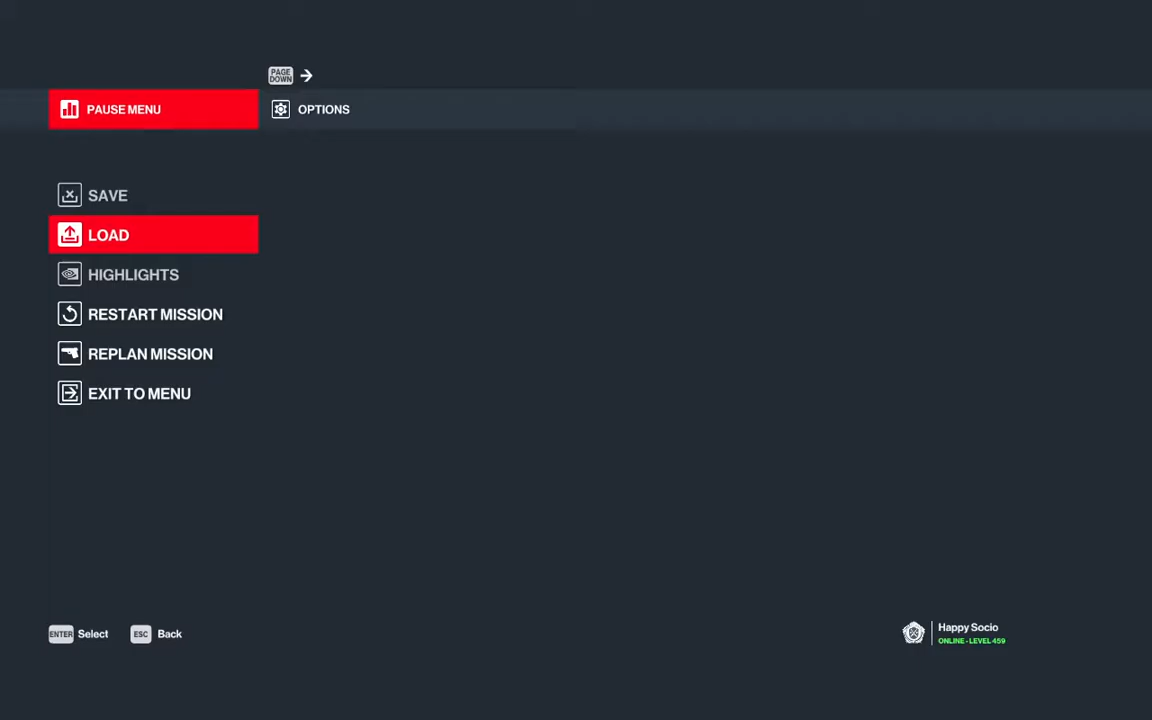 PAGE DOWN
PAUSE MENU
OPTIONS
SAVE
LOAD
HIGHLIGHTS
RESTART MISSION
REPLAN MISSION
EXIT TO MENU
ENTER Select ESC Back
Happy Socio
ONLINE - LEVEL 459